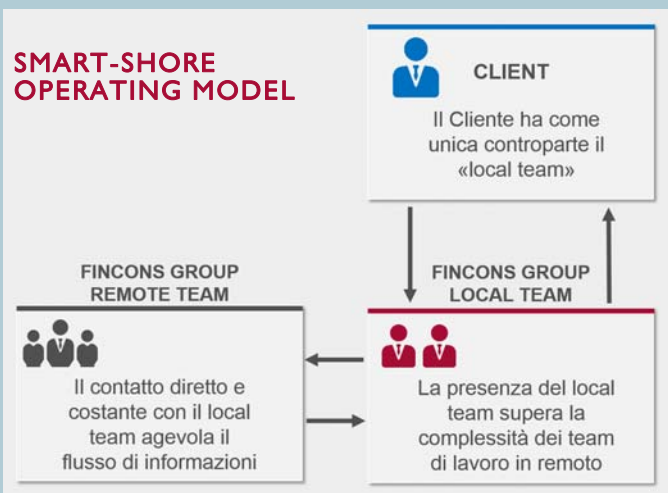 SMART-SHORE
OPERATING MODEL
CLIENT
Il Cliente ha come
unica controparte il
«local team»
FINCONS GROUP
REMOTE TEAM
Il contatto diretto e
costante con il local
team agevola il
flusso di informazioni
FINCONS GROUP
LOCAL TEAM
La presenza del local
team supera la
complessità dei team
di lavoro in remoto